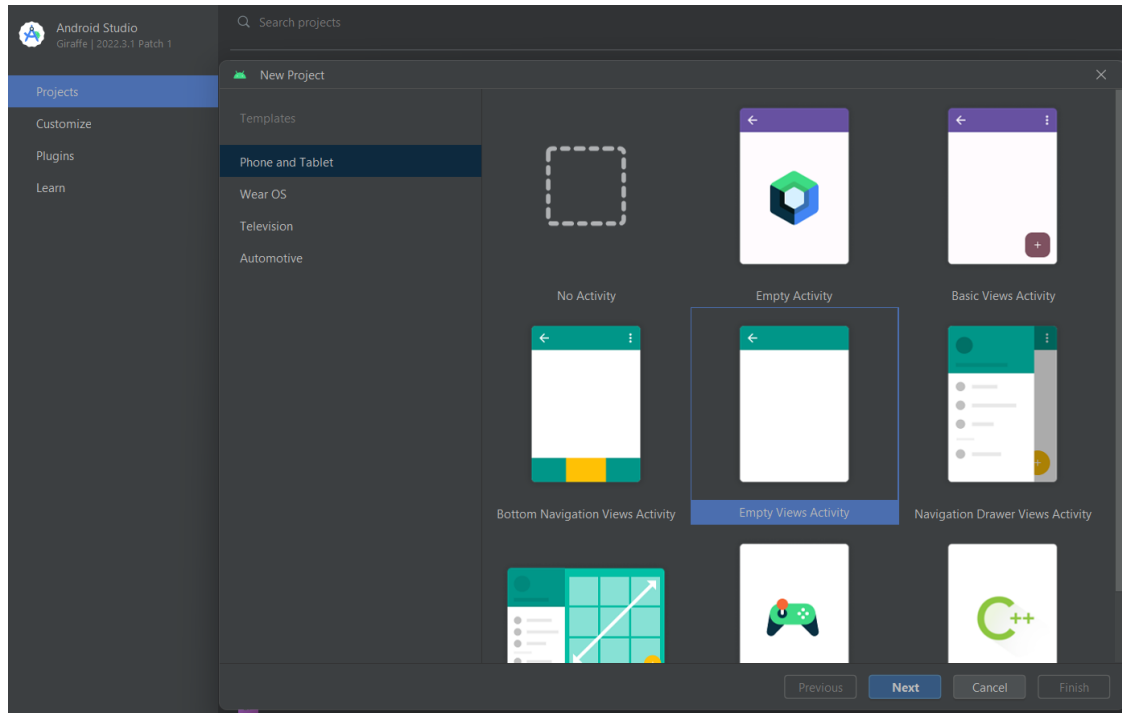 Android Studio
Giraffe | 2022.3.1 Patch 1
Search projects
Projects
Customize
Plugins
Learn
New Project
Templates
Phone and Tablet
Wear OS
Television
Automotive
No Activity
Empty Activity
Basic Views Activity
Bottom Navigation Views Activity
Empty Views Activity
Navigation Drawer Views Activity
C++
Previous
Next
Cancel
Finish